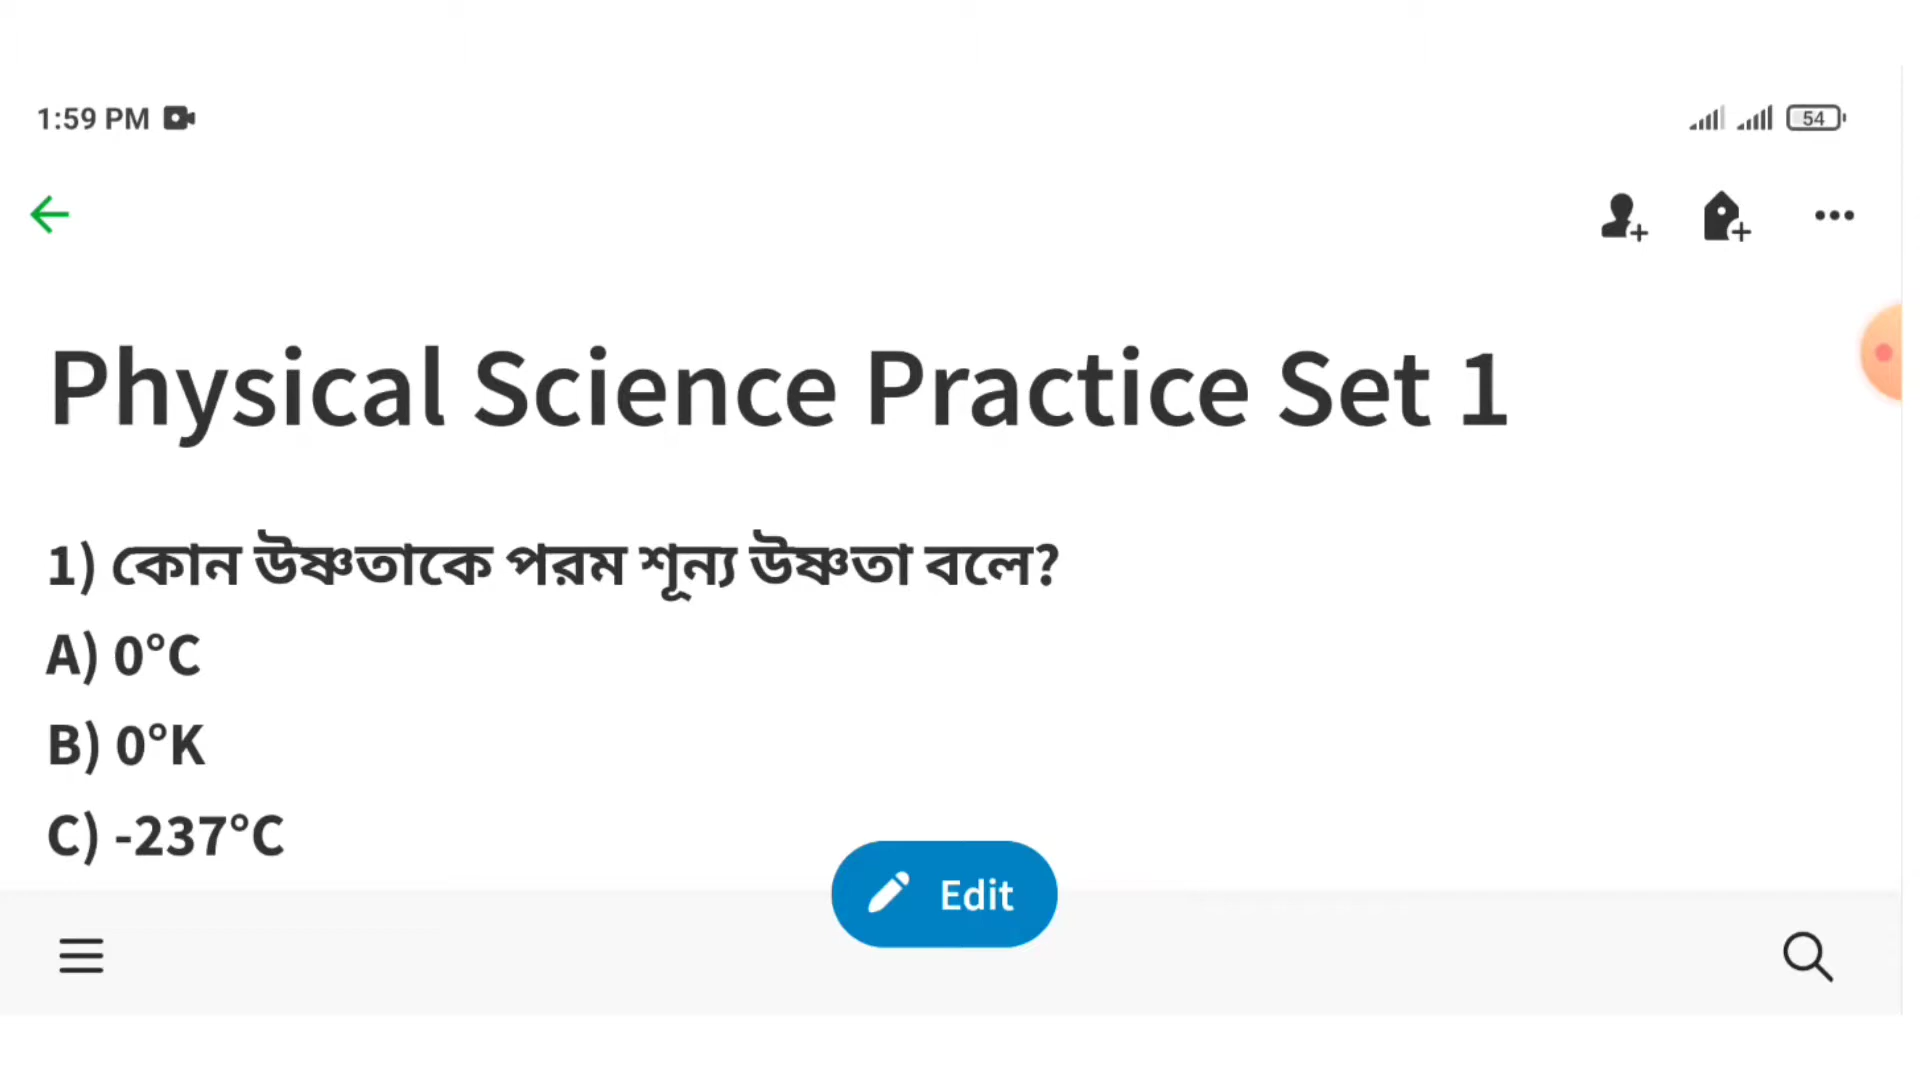 1:59 PM
54
Physical Science Practice Set 1
1) কোন উষ্ণতাকে পরম শূন্য উষ্ণতা বলে?
A) 0°C
B) 0°K
C) -237°C
Edit